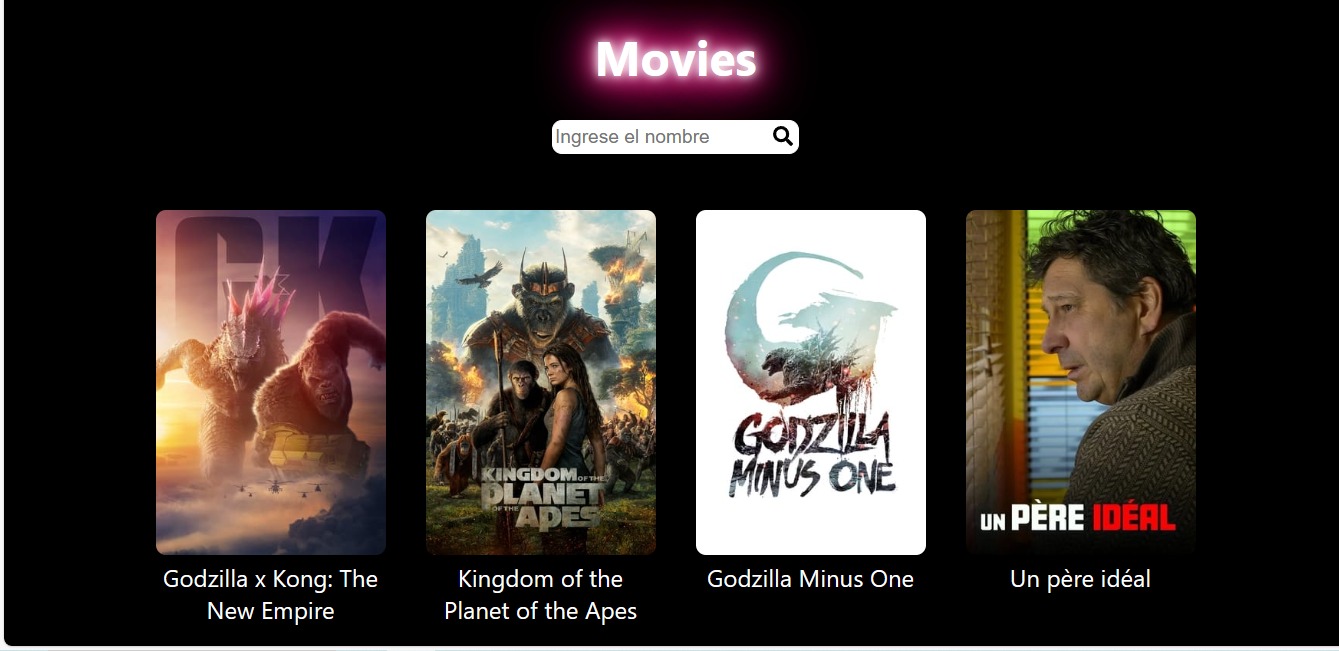 Movies
Ingrese el nombre
GK
KINGDOM OF THE
PLANET
OF THE APES
GODZILLA
MINUS ONE
UN PÈRE IDÉAL
Godzilla x Kong: The
New Empire
Kingdom of the
Planet of the Apes
Godzilla Minus One
Un père idéal